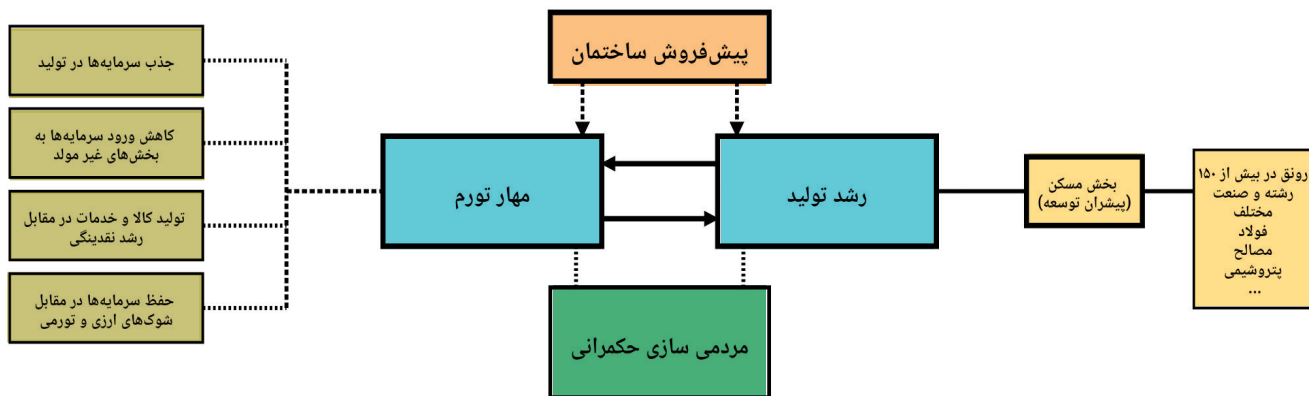 پیش‌فروش ساختمان
رشد تولید
مهار تورم
مردمی سازی حکمرانی
بخش مسکن
(پیشران توسعه)
رونق در بیش از ۱۵۰
رشته و صنعت
مختلف
فولاد
مصالح
پتروشیمی
...
جذب سرمایه‌ها در تولید
کاهش ورود سرمایه‌ها به
بخش‌های غیر مولد
تولید کالا و خدمات در مقابل
رشد نقدینگی
حفظ سرمایه‌ها در مقابل
شوک‌های ارزی و تورمی